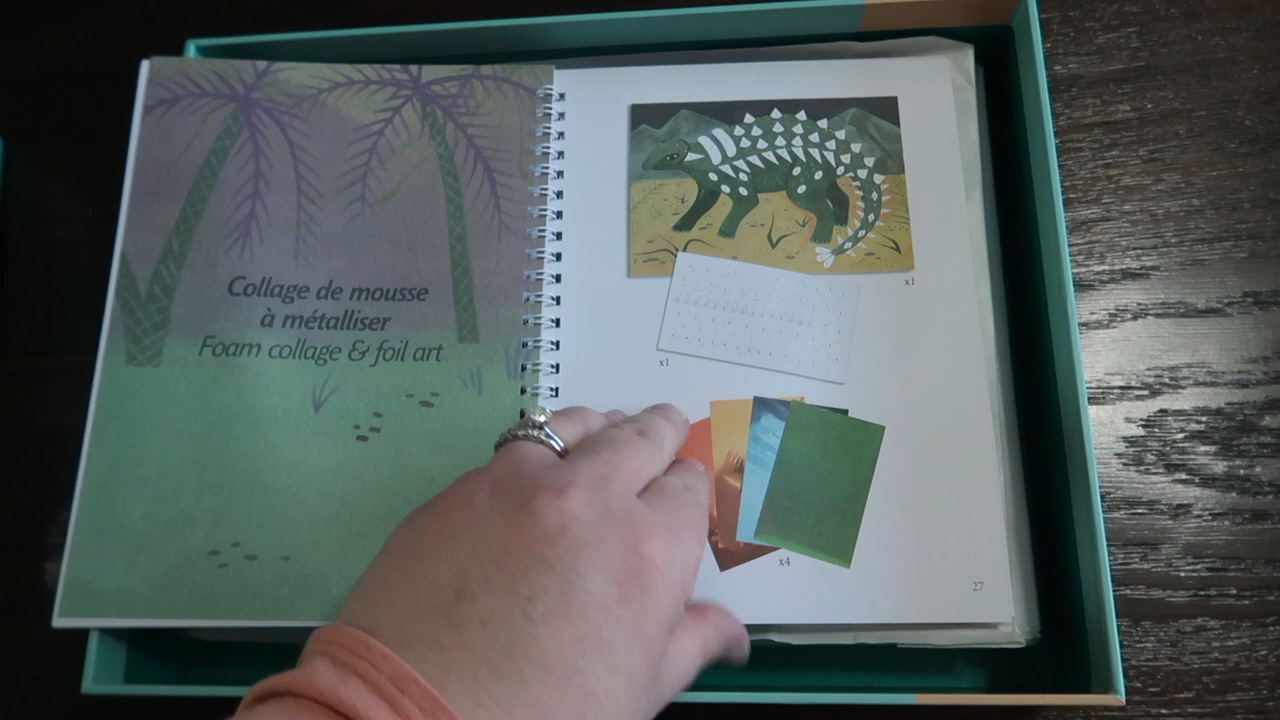 Collage de mousse
à métalliser
Foam collage & foil art
x1
x1
x4
27